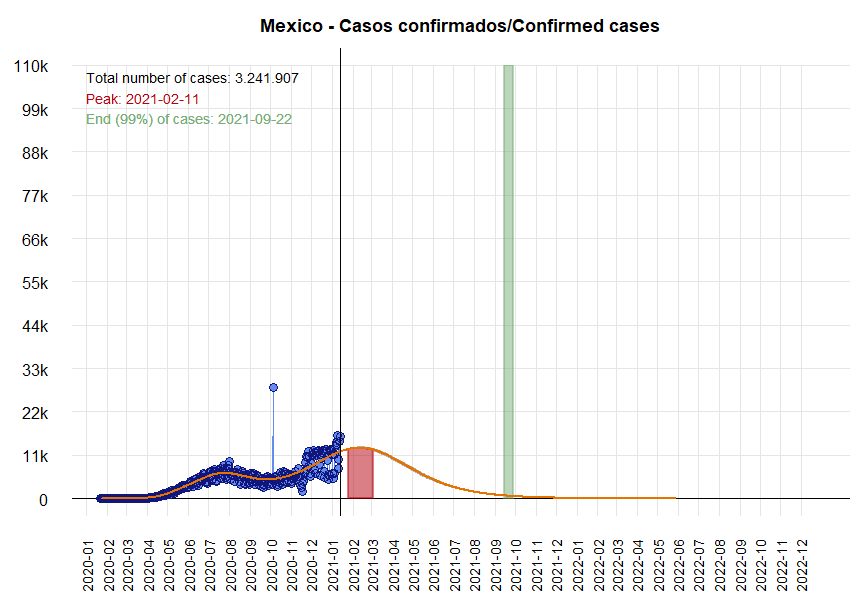 Mexico - Casos confirmados/Confirmed cases
110k
99k
88k
77k
66k
55k
44k
33k
22k
11k
0
Total number of cases: 3.241.907
Peak: 2021-02-11
End (99%) of cases: 2021-09-22
2020-01
2020-02
2020-03
2020-04
2020-05
2020-06
2020-07
2020-08
2020-09
2020-10
2020-11
2020-12
2021-01
2021-02
2021-03
2021-04
2021-05
2021-06
2021-07
2021-08
2021-09
2021-10
2021-11
2021-12
2022-01
2022-02
2022-03
2022-04
2022-05
2022-06
2022-07
2022-08
2022-09
2022-10
2022-11
2022-12